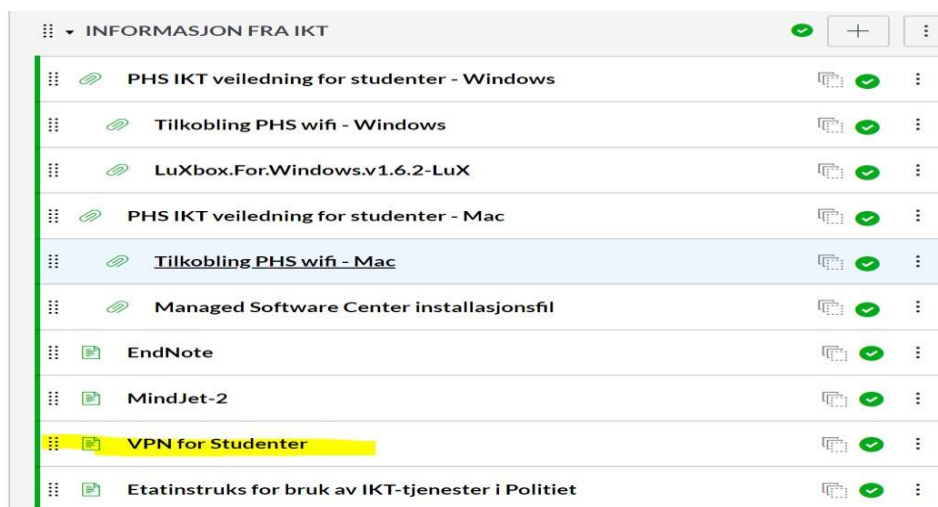 INFORMASJON FRA IKT
PHS IKT veiledning for studenter - Windows
Tilkobling PHS wifi - Windows
LuXbox.For.Windows.v1.6.2-LuX
PHS IKT veiledning for studenter - Mac
Tilkobling PHS wifi - Mac
Managed Software Center installasjonsfil
EndNote
MindJet-2
VPN for Studenter
Etatinstruks for bruk av IKT-tjenester i Politiet